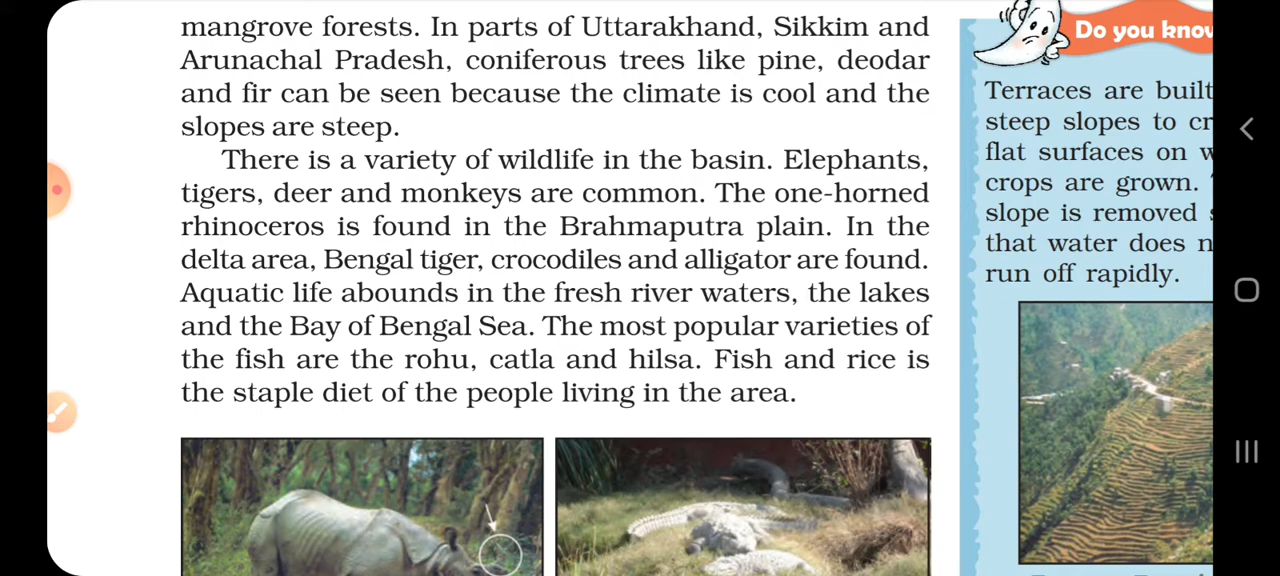 mangrove forests. In parts of Uttarakhand, Sikkim and
Arunachal Pradesh, coniferous trees like pine, deodar
and fir can be seen because the climate is cool and the
slopes are steep.
There is a variety of wildlife in the basin. Elephants,
tigers, deer and monkeys are common. The one-horned
rhinoceros is found in the Brahmaputra plain. In the
delta area, Bengal tiger, crocodiles and alligator are found.
Aquatic life abounds in the fresh river waters, the lakes
and the Bay of Bengal Sea. The most popular varieties of
the fish are the rohu, catla and hilsa. Fish and rice is
the staple diet of the people living in the area.
Do you know
Terraces are built
steep slopes to cr
flat surfaces on w
crops are grown.
slope is removed s
that water does n
run off rapidly.